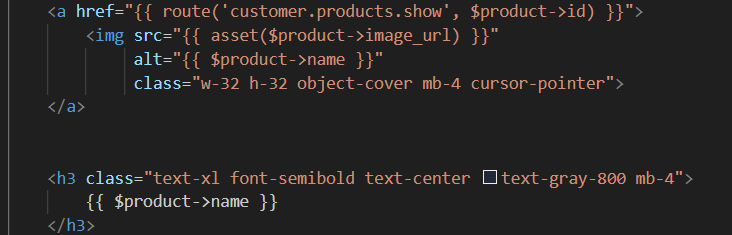 <a href="{{ route('customer.products.show', $product->id) }}">
<img src="{{ asset($product->image_url) }}"
alt="{{ $product->name }}"
class="w-32 h-32 object-cover mb-4 cursor-pointer">
</a>
<h3 class="text-xl font-semibold text-center text-gray-800 mb-4">
{{ $product->name }}
</h3>